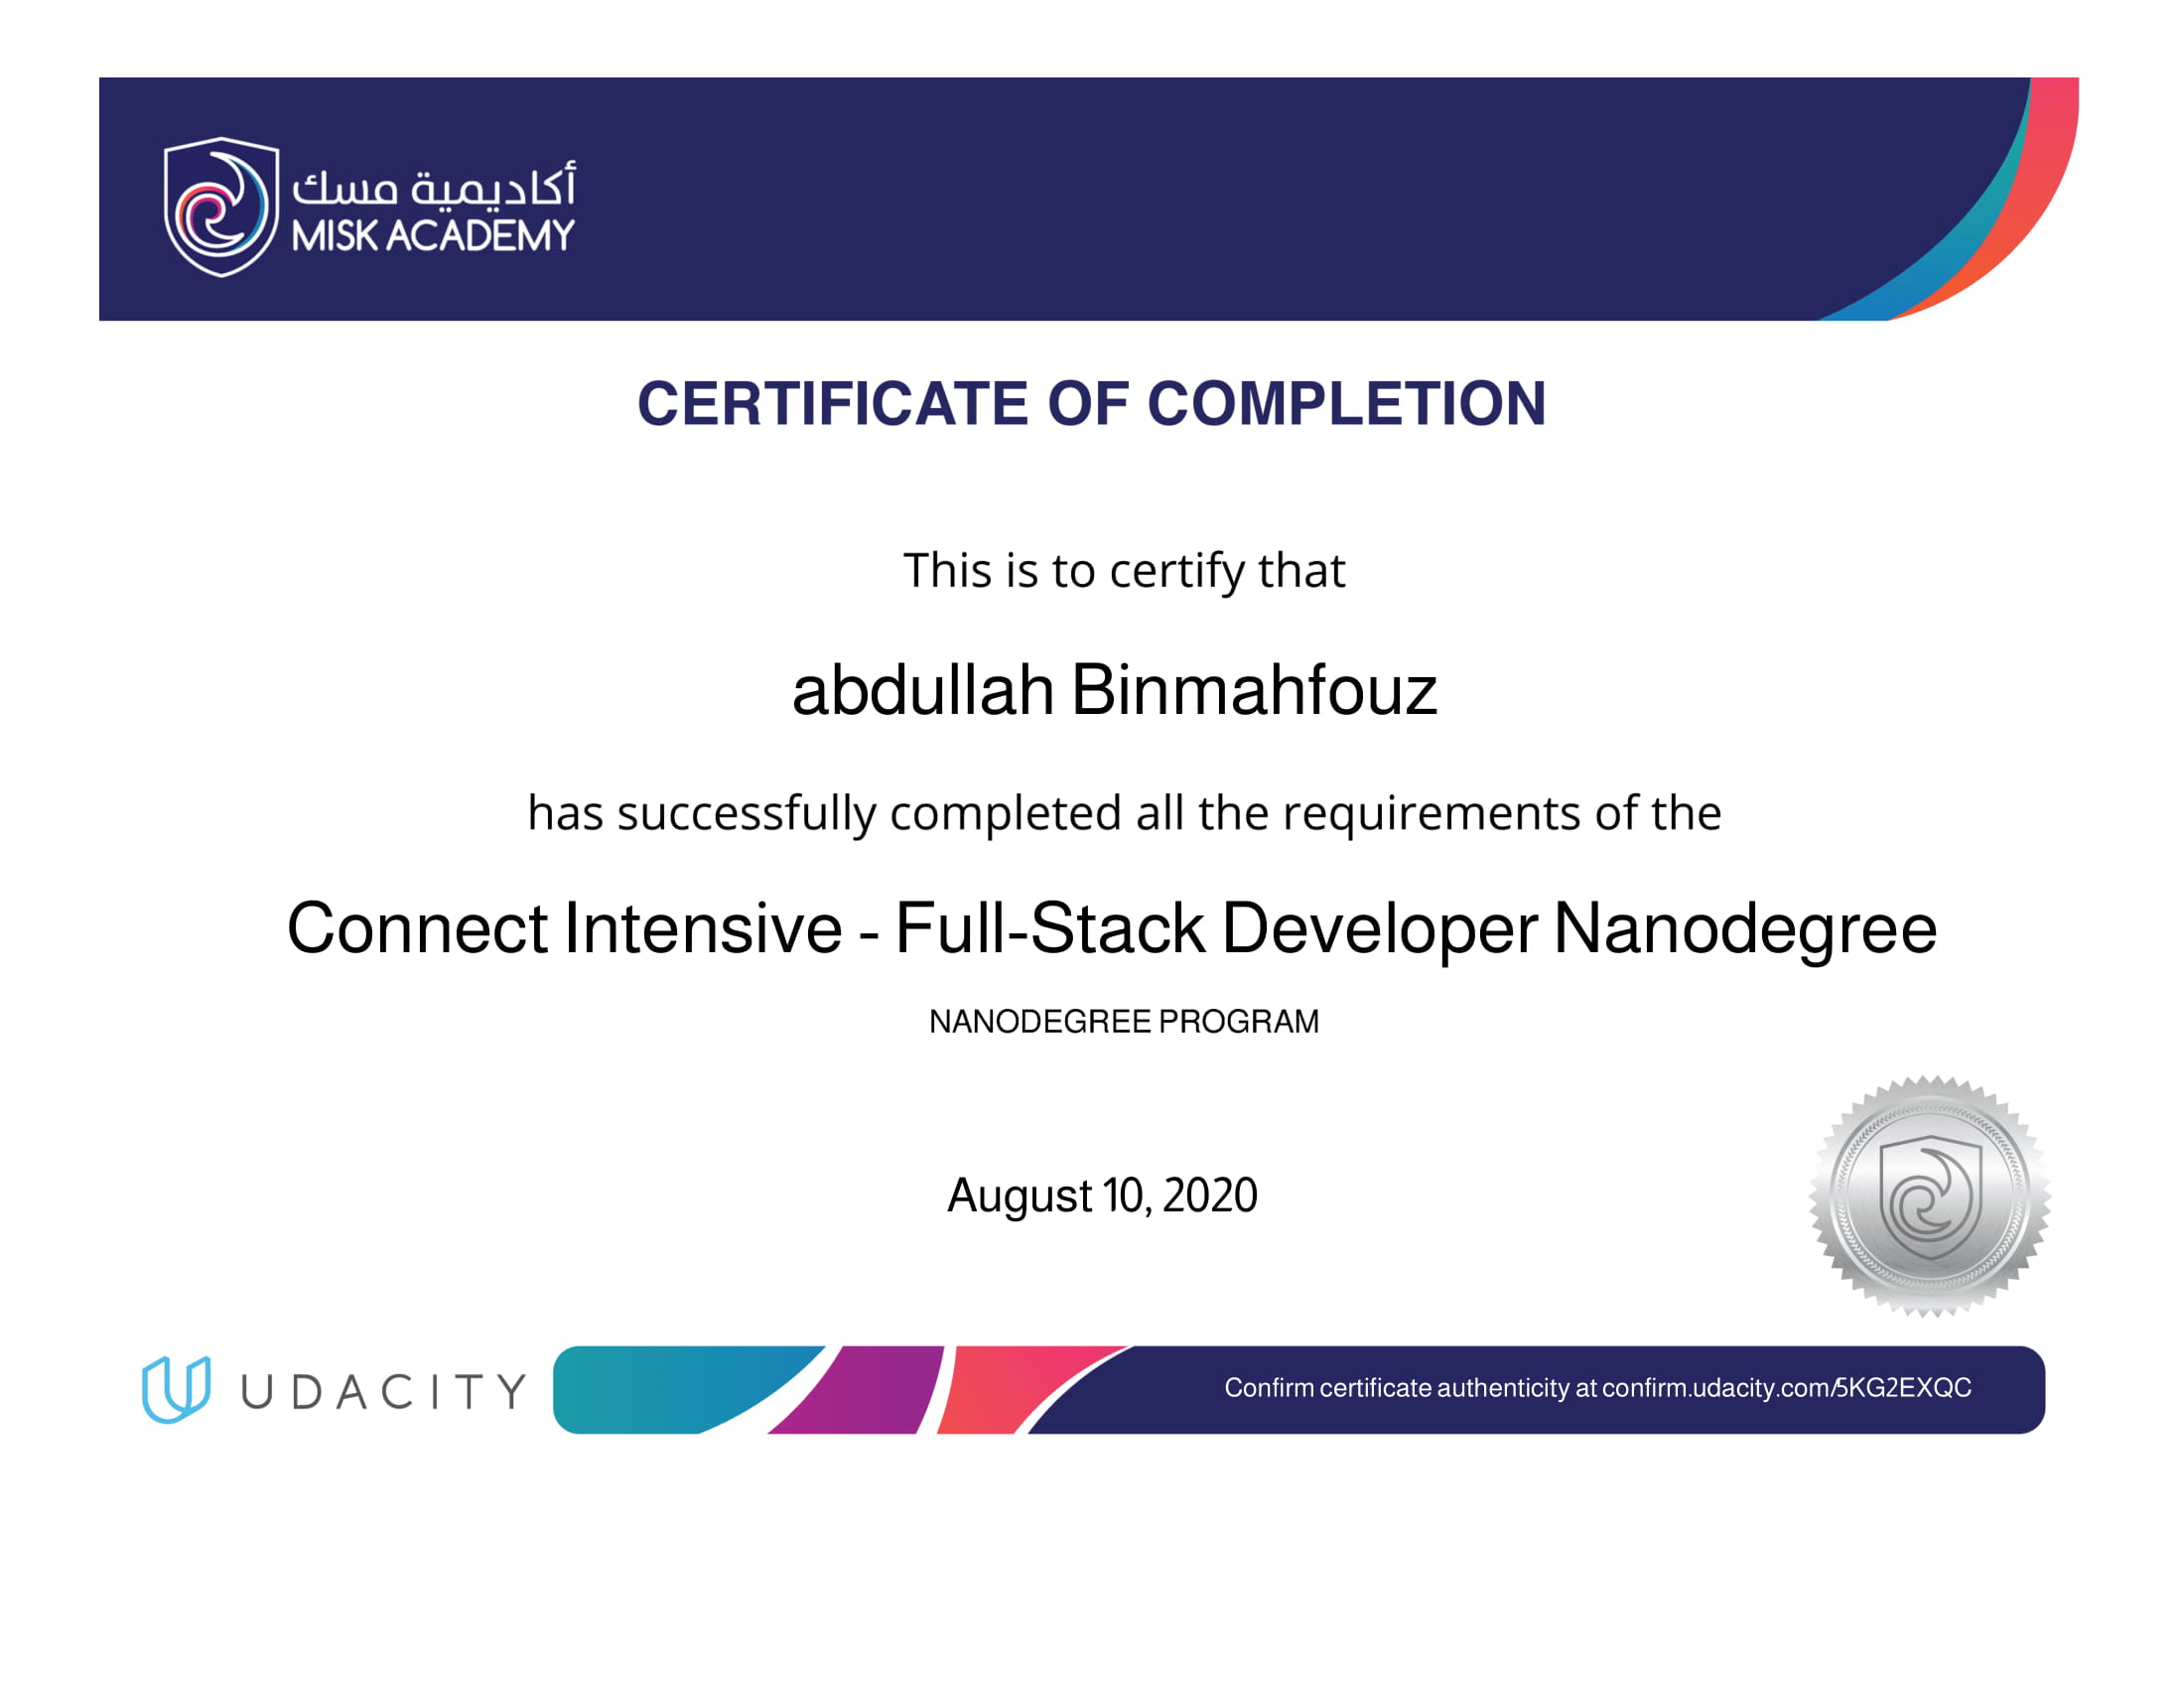 أكاديمية مسك
MISK ACADEMY
CERTIFICATE OF COMPLETION
This is to certify that
abdullah Binmahfouz
has successfully completed all the requirements of the
Connect Intensive - Full-Stack Developer Nanodegree
NANODEGREE PROGRAM
August 10, 2020
UDACITY
Confirm certificate authenticity at confirm.udacity.com/5KG2EXQC